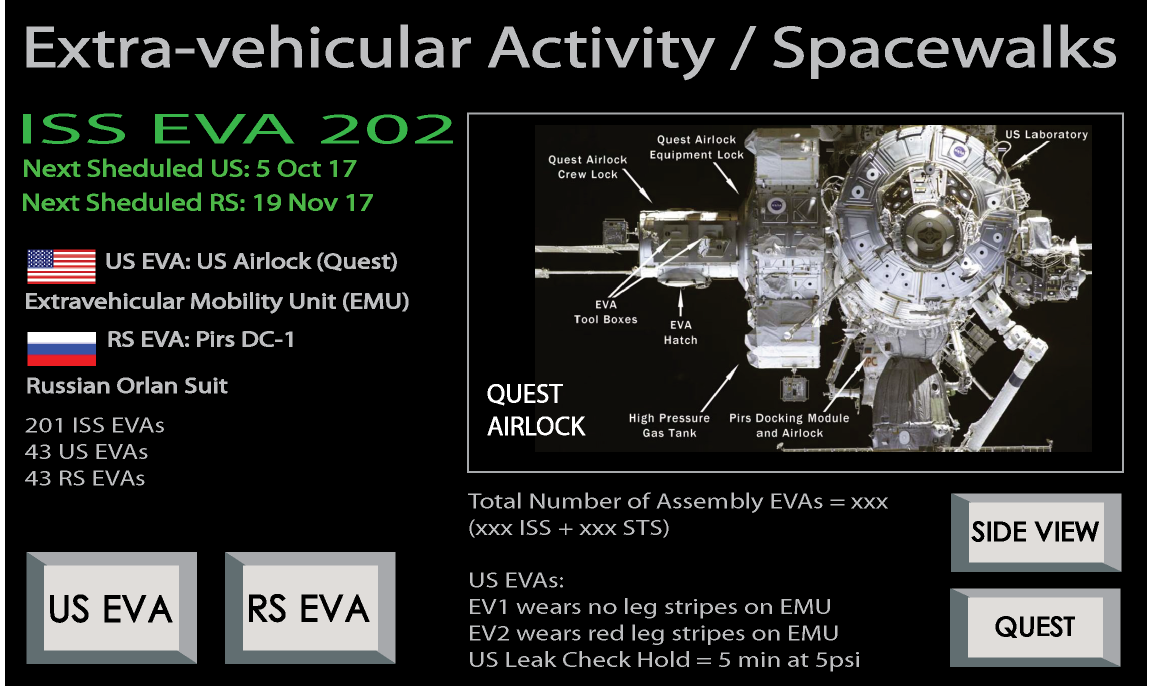 Extra-vehicular Activity / Spacewalks
ISS EVA 202
Next Sheduled US: 5 Oct 17
Next Sheduled RS: 19 Nov 17
US EVA: US Airlock (Quest)
Extravehicular Mobility Unit (EMU)
RS EVA: Pirs DC-1
Russian Orlan Suit
201 ISS EVAs
43 US EVAs
43 RS EVAs
US EVA
RS EVA
Quest Airlock
Crew Lock
Quest Airlock
Equipment Lock
US Laboratory
EVA
Tool Boxes
EVA
Hatch
High Pressure
Gas Tank
Pirs Docking Module
and Airlock
QUEST
AIRLOCK
Total Number of Assembly EVAs = xxx
(xxx ISS + xxx STS)
US EVAs:
EV1 wears no leg stripes on EMU
EV2 wears red leg stripes on EMU
US Leak Check Hold = 5 min at 5psi
SIDE VIEW
QUEST